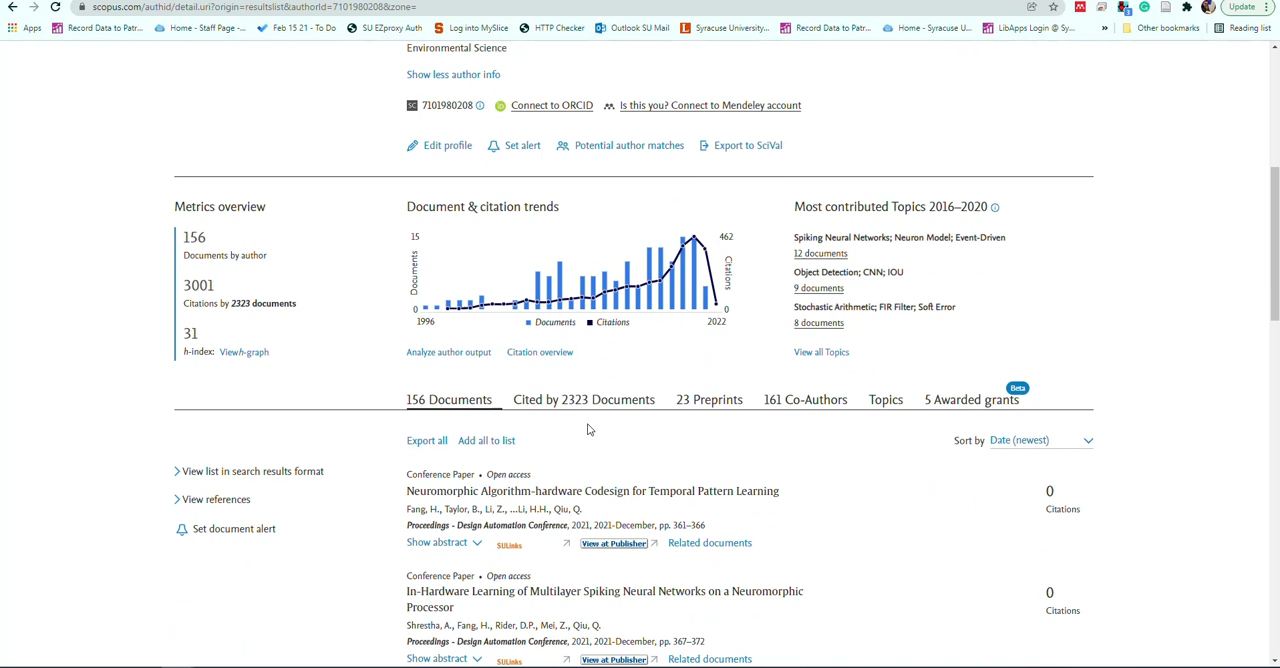 scopus.com/authid/detail.uri?origin=resultslist&authorId=7101980208&zone=
Update
Apps
Record Data to Patr...
Home - Staff Page -...
Feb 15 21 - To Do
SU EZproxy Auth
Log into MySlice
HTTP Checker
Outlook SU Mail
Syracuse University...
Record Data to Patr...
Home - Syracuse U...
LibApps Login @ Sy...
»
Other bookmarks
Reading list
Environmental Science
Show less author info
SC 7101980208 Connect to ORCID Is this you? Connect to Mendeley account
Edit profile Set alert Potential author matches Export to SciVal
Metrics overview
156
Documents by author
3001
Citations by 2323 documents
31
h-index: View h-graph
Document & citation trends
15
462
Documents
Citations
0
0
1996
2022
Documents Citations
Analyze author output Citation overview
Most contributed Topics 2016–2020
Spiking Neural Networks; Neuron Model; Event-Driven
12 documents
Object Detection; CNN; IOU
9 documents
Stochastic Arithmetic; FIR Filter; Soft Error
8 documents
View all Topics
Beta
156 Documents Cited by 2323 Documents 23 Preprints 161 Co-Authors Topics 5 Awarded grants
Export all Add all to list
Sort by Date (newest)
View list in search results format
View references
Set document alert
Conference Paper • Open access
Neuromorphic Algorithm-hardware Codesign for Temporal Pattern Learning
Fang, H., Taylor, B., Li, Z., ...Li, H.H., Qiu, Q.
Proceedings - Design Automation Conference, 2021, 2021-December, pp. 361–366
Show abstract SULinks View at Publisher Related documents
0
Citations
Conference Paper • Open access
In-Hardware Learning of Multilayer Spiking Neural Networks on a Neuromorphic
Processor
Shrestha, A., Fang, H., Rider, D.P., Mei, Z., Qiu, Q.
Proceedings - Design Automation Conference, 2021, 2021-December, pp. 367–372
Show abstract SULinks View at Publisher Related documents
0
Citations